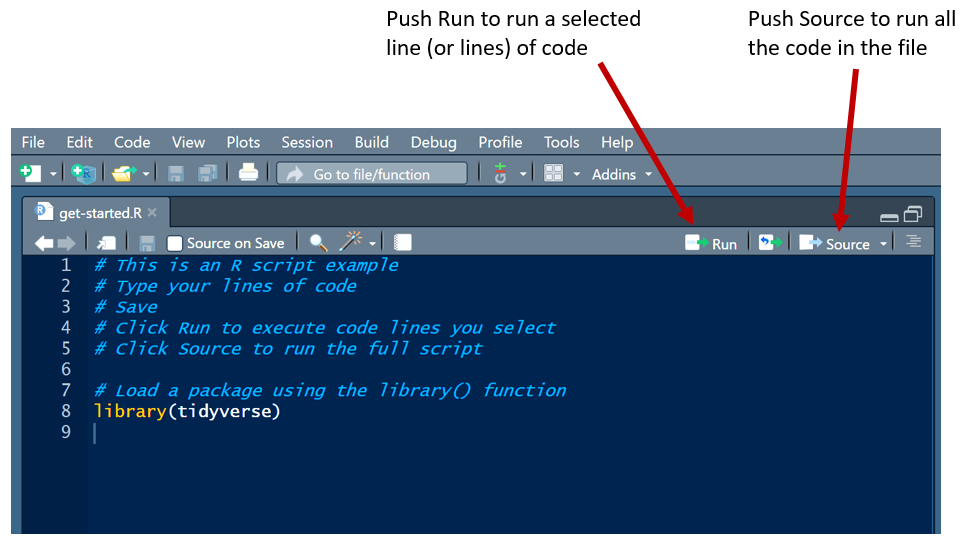 Push Run to run a selected
line (or lines) of code
Push Source to run all
the code in the file
File Edit Code View Plots Session Build Debug Profile Tools Help
R Go to file/function G Addins
R get-started.R
Source on Save Run Source
1 # This is an R script example
2 # Type your lines of code
3 # Save
4 # Click Run to execute code lines you select
5 # Click Source to run the full script
6
7 # Load a package using the library() function
8 library(tidyverse)
9